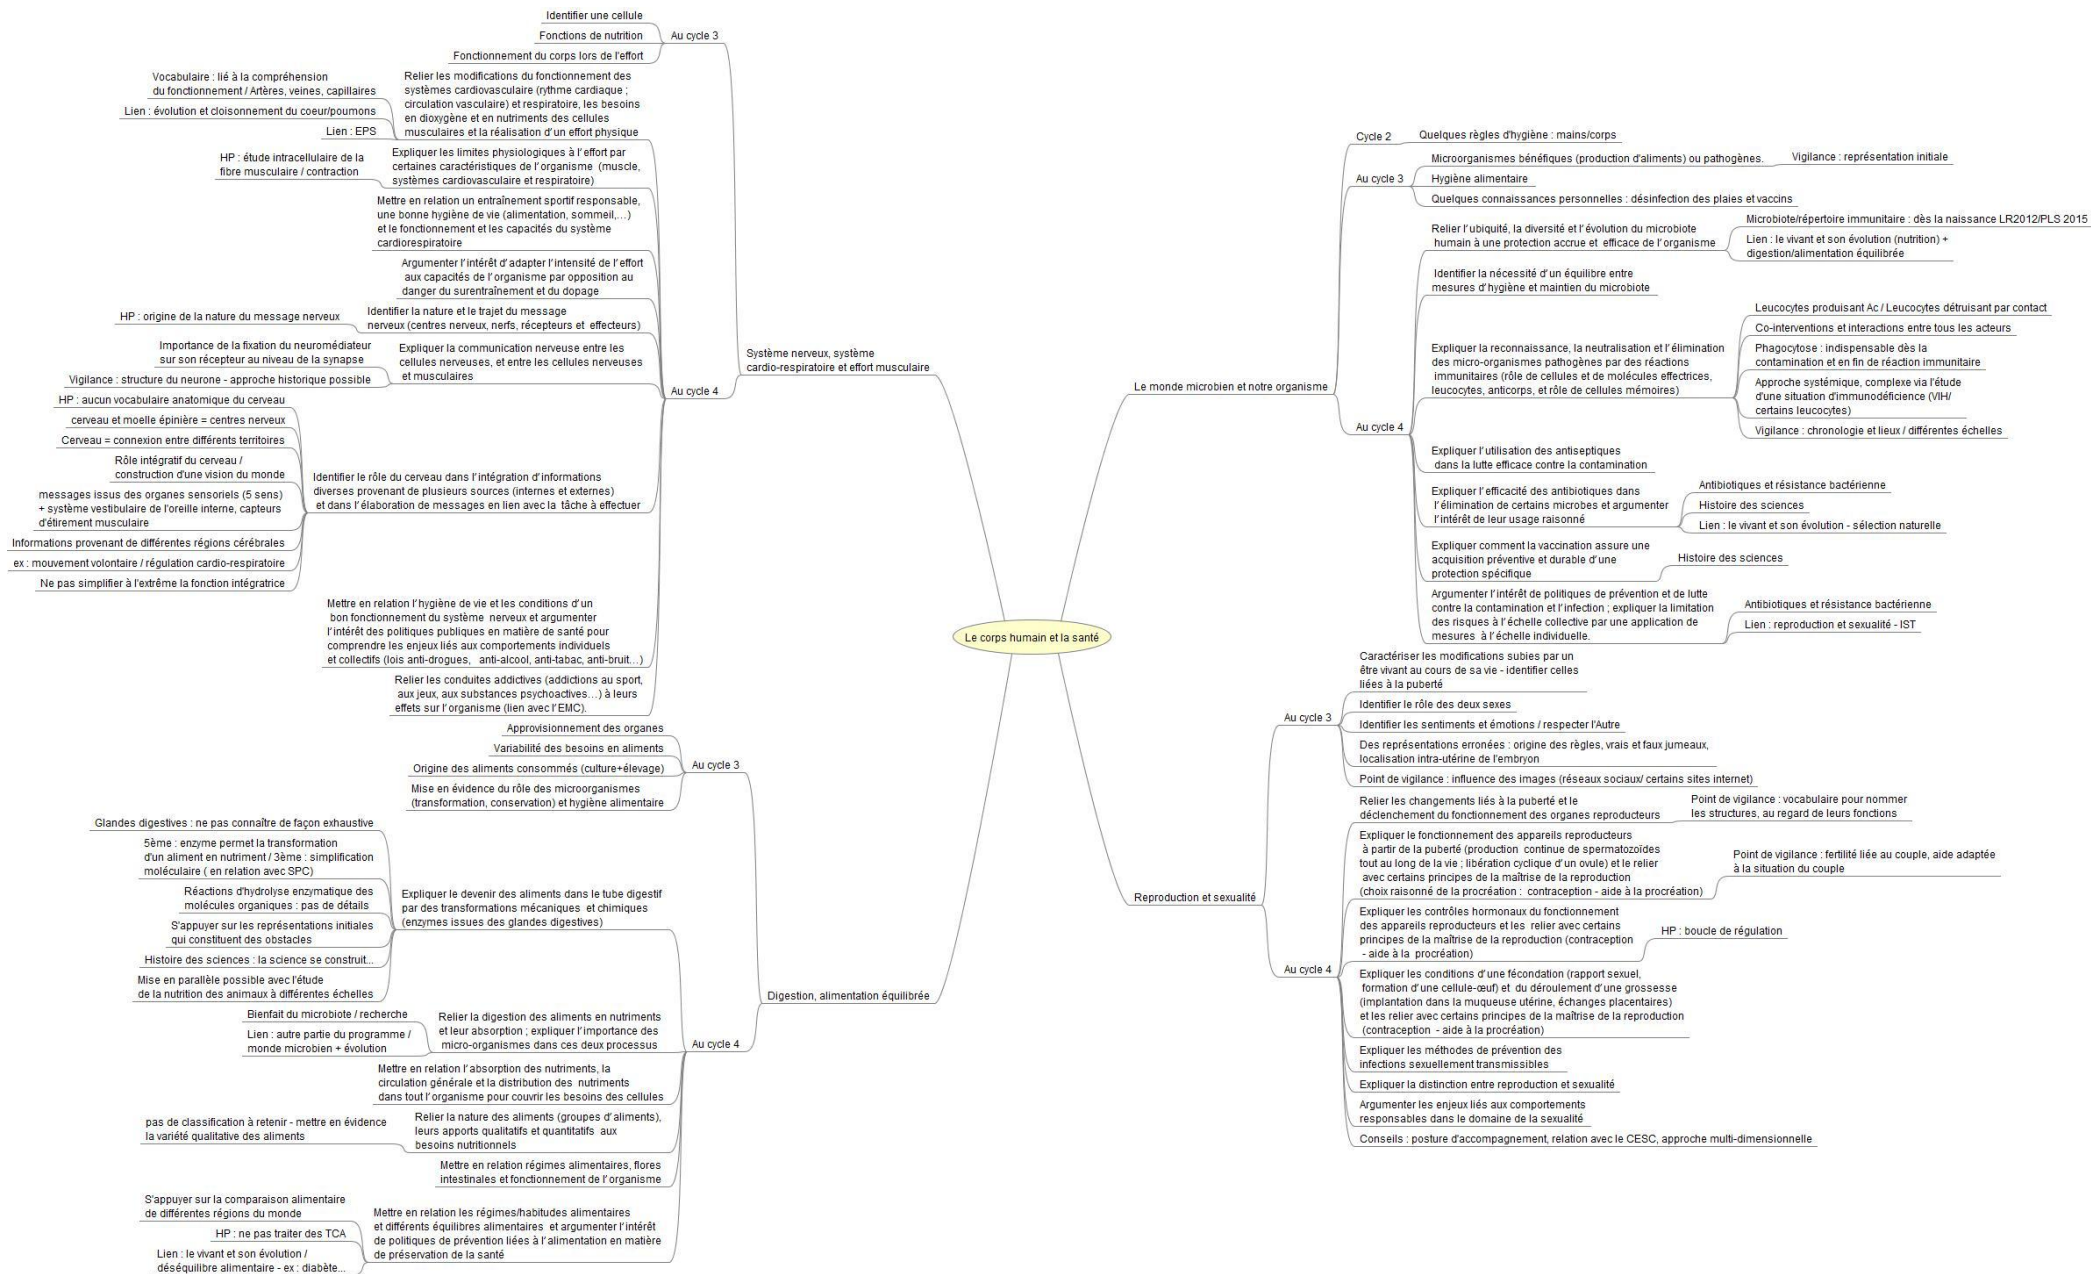 Le corps humain et la santé
Système nerveux, système
cardio-respiratoire et effort musculaire
Au cycle 3
Identifier une cellule
Fonctions de nutrition
Fonctionnement du corps lors de l'effort
Au cycle 4
Relier les modifications du fonctionnement des
systèmes cardiovasculaire (rythme cardiaque ;
circulation vasculaire) et respiratoire, les besoins
en dioxygène et en nutriments des cellules
musculaires et la réalisation d'un effort physique
Vocabulaire : lié à la compréhension
du fonctionnement / Artères, veines, capillaires
Lien : évolution et cloisonnement du coeur/poumons
Lien : EPS
Expliquer les limites physiologiques à l'effort par
certaines caractéristiques de l'organisme (muscle,
systèmes cardiovasculaire et respiratoire)
HP : étude intracellulaire de la
fibre musculaire / contraction
Mettre en relation un entraînement sportif responsable,
une bonne hygiène de vie (alimentation, sommeil,…)
et le fonctionnement et les capacités du système
cardiorespiratoire
Argumenter l'intérêt d'adapter l'intensité de l'effort
aux capacités de l'organisme par opposition au
danger du surentraînement et du dopage
Identifier la nature et le trajet du message
nerveux (centres nerveux, nerfs, récepteurs et effecteurs)
HP : origine de la nature du message nerveux
Expliquer la communication nerveuse entre les
cellules nerveuses, et entre les cellules nerveuses
et musculaires
Importance de la fixation du neuromédiateur
sur son récepteur au niveau de la synapse
Vigilance : structure du neurone - approche historique possible
Identifier le rôle du cerveau dans l'intégration d'informations
diverses provenant de plusieurs sources (internes et externes)
et dans l'élaboration de messages en lien avec la tâche à effectuer
HP : aucun vocabulaire anatomique du cerveau
cerveau et moelle épinière = centres nerveux
Cerveau = connexion entre différents territoires
Rôle intégratif du cerveau /
construction d'une vision du monde
messages issus des organes sensoriels (5 sens)
+ système vestibulaire de l'oreille interne, capteurs
d'étirement musculaire
Informations provenant de différentes régions cérébrales
ex : mouvement volontaire / régulation cardio-respiratoire
Ne pas simplifier à l'extrême la fonction intégratrice
Mettre en relation l'hygiène de vie et les conditions d'un
bon fonctionnement du système nerveux et argumenter
l'intérêt des politiques publiques en matière de santé pour
comprendre les enjeux liés aux comportements individuels
et collectifs (lois anti-drogues, anti-alcool, anti-tabac, anti-bruit…)
Relier les conduites addictives (addictions au sport,
aux jeux, aux substances psychoactives…) à leurs
effets sur l'organisme (lien avec l'EMC).
Digestion, alimentation équilibrée
Au cycle 3
Approvisionnement des organes
Variabilité des besoins en aliments
Origine des aliments consommés (culture+élevage)
Mise en évidence du rôle des microorganismes
(transformation, conservation) et hygiène alimentaire
Au cycle 4
Expliquer le devenir des aliments dans le tube digestif
par des transformations mécaniques et chimiques
(enzymes issues des glandes digestives)
Glandes digestives : ne pas connaître de façon exhaustive
5ème : enzyme permet la transformation
d'un aliment en nutriment / 3ème : simplification
moléculaire ( en relation avec SPC)
Réactions d'hydrolyse enzymatique des
molécules organiques : pas de détails
S'appuyer sur les représentations initiales
qui constituent des obstacles
Histoire des sciences : la science se construit...
Mise en parallèle possible avec l'étude
de la nutrition des animaux à différentes échelles
Relier la digestion des aliments en nutriments
et leur absorption ; expliquer l'importance des
micro-organismes dans ces deux processus
Bienfait du microbiote / recherche
Lien : autre partie du programme /
monde microbien + évolution
Mettre en relation l'absorption des nutriments, la
circulation générale et la distribution des nutriments
dans tout l'organisme pour couvrir les besoins des cellules
Relier la nature des aliments (groupes d'aliments),
leurs apports qualitatifs et quantitatifs aux
besoins nutritionnels
pas de classification à retenir - mettre en évidence
la variété qualitative des aliments
Mettre en relation régimes alimentaires, flores
intestinales et fonctionnement de l'organisme
Mettre en relation les régimes/habitudes alimentaires
et différents équilibres alimentaires et argumenter l'intérêt
de politiques de prévention liées à l'alimentation en matière
de préservation de la santé
S'appuyer sur la comparaison alimentaire
de différentes régions du monde
HP : ne pas traiter des TCA
Lien : le vivant et son évolution /
déséquilibre alimentaire - ex : diabète...
Le monde microbien et notre organisme
Cycle 2
Quelques règles d'hygiène : mains/corps
Au cycle 3
Microorganismes bénéfiques (production d'aliments) ou pathogènes.
Vigilance : représentation initiale
Hygiène alimentaire
Quelques connaissances personnelles : désinfection des plaies et vaccins
Au cycle 4
Relier l'ubiquité, la diversité et l'évolution du microbiote
humain à une protection accrue et efficace de l'organisme
Microbiote/répertoire immunitaire : dès la naissance LR2012/PLS 2015
Lien : le vivant et son évolution (nutrition) +
digestion/alimentation équilibrée
Identifier la nécessité d'un équilibre entre
mesures d'hygiène et maintien du microbiote
Expliquer la reconnaissance, la neutralisation et l'élimination
des micro-organismes pathogènes par des réactions
immunitaires (rôle de cellules et de molécules effectrices,
leucocytes, anticorps, et rôle de cellules mémoires)
Leucocytes produisant Ac / Leucocytes détruisant par contact
Co-interventions et interactions entre tous les acteurs
Phagocytose : indispensable dès la
contamination et en fin de réaction immunitaire
Approche systémique, complexe via l'étude
d'une situation d'immunodéficience (VIH/
certains leucocytes)
Vigilance : chronologie et lieux / différentes échelles
Expliquer l'utilisation des antiseptiques
dans la lutte efficace contre la contamination
Expliquer l'efficacité des antibiotiques dans
l'élimination de certains microbes et argumenter
l'intérêt de leur usage raisonné
Antibiotiques et résistance bactérienne
Histoire des sciences
Lien : le vivant et son évolution - sélection naturelle
Expliquer comment la vaccination assure une
acquisition préventive et durable d'une
protection spécifique
Histoire des sciences
Argumenter l'intérêt de politiques de prévention et de lutte
contre la contamination et l'infection ; expliquer la limitation
des risques à l'échelle collective par une application de
mesures à l'échelle individuelle.
Antibiotiques et résistance bactérienne
Lien : reproduction et sexualité - IST
Reproduction et sexualité
Au cycle 3
Caractériser les modifications subies par un
être vivant au cours de sa vie - identifier celles
liées à la puberté
Identifier le rôle des deux sexes
Identifier les sentiments et émotions / respecter l'Autre
Des représentations erronées : origine des règles, vrais et faux jumeaux,
localisation intra-utérine de l'embryon
Point de vigilance : influence des images (réseaux sociaux/ certains sites internet)
Au cycle 4
Relier les changements liés à la puberté et le
déclenchement du fonctionnement des organes reproducteurs
Point de vigilance : vocabulaire pour nommer
les structures, au regard de leurs fonctions
Expliquer le fonctionnement des appareils reproducteurs
à partir de la puberté (production continue de spermatozoïdes
tout au long de la vie ; libération cyclique d'un ovule) et le relier
avec certains principes de la maîtrise de la reproduction
(choix raisonné de la procréation : contraception - aide à la procréation)
Point de vigilance : fertilité liée au couple, aide adaptée
à la situation du couple
Expliquer les contrôles hormonaux du fonctionnement
des appareils reproducteurs et les relier avec certains
principes de la maîtrise de la reproduction (contraception
- aide à la procréation)
HP : boucle de régulation
Expliquer les conditions d'une fécondation (rapport sexuel,
formation d'une cellule-œuf) et du déroulement d'une grossesse
(implantation dans la muqueuse utérine, échanges placentaires)
et les relier avec certains principes de la maîtrise de la reproduction
(contraception - aide à la procréation)
Expliquer les méthodes de prévention des
infections sexuellement transmissibles
Expliquer la distinction entre reproduction et sexualité
Argumenter les enjeux liés aux comportements
responsables dans le domaine de la sexualité
Conseils : posture d'accompagnement, relation avec le CESC, approche multi-dimensionnelle